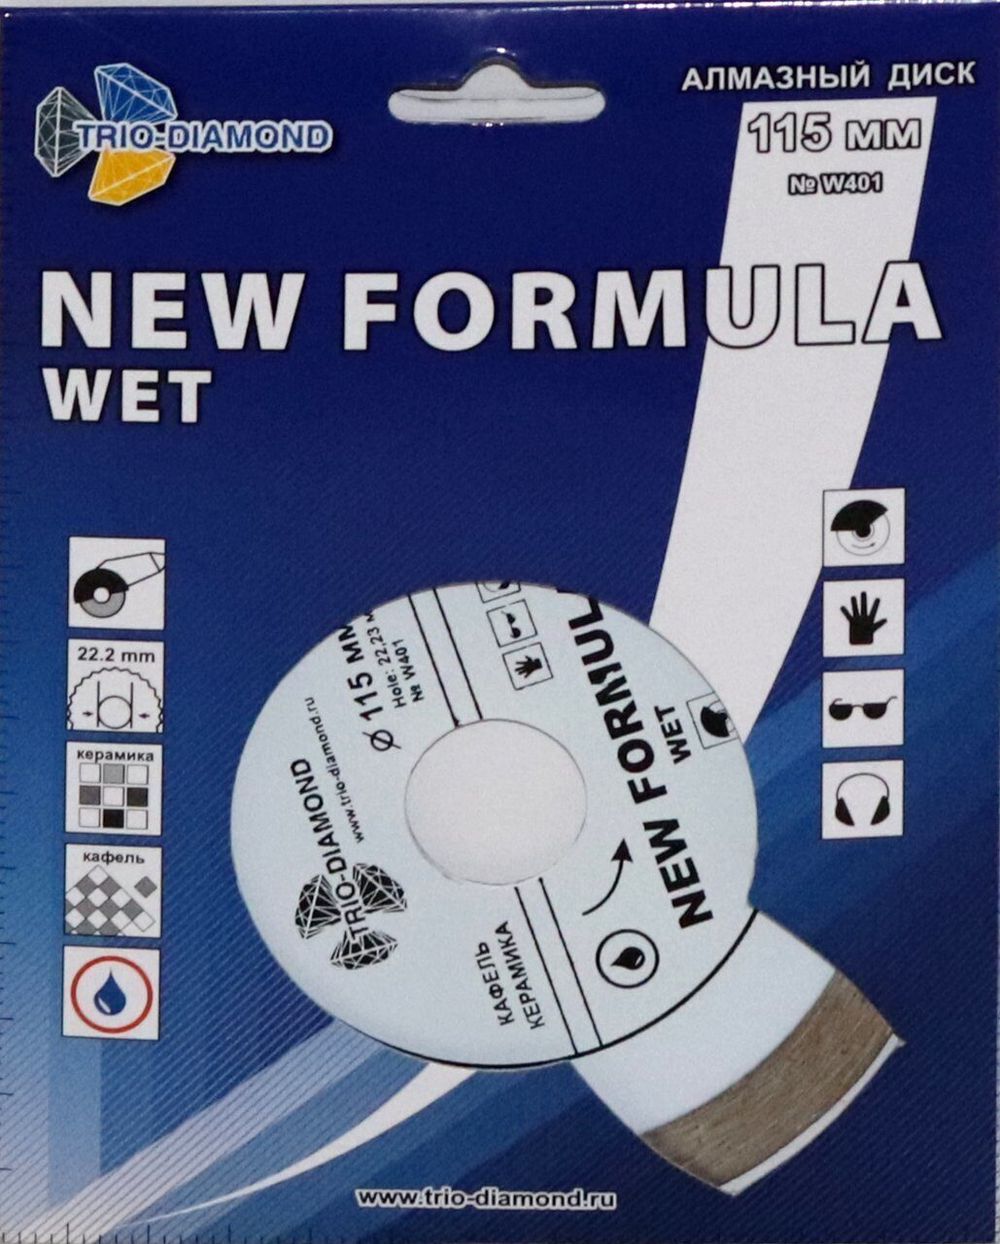 TRIO-DIAMOND
АЛМАЗНЫЙ ДИСК
115 ММ
№ W401
NEW FORMULA
WET
22.2 mm
керамика
кафель
Ø 115 ММ
Hole: 22,23
№ W401
www.trio-diamond.ru
TRIO-DIAMOND
NEW FORMUL
WET
КАФЕЛЬ
КЕРАМИКА
www.trio-diamond.ru